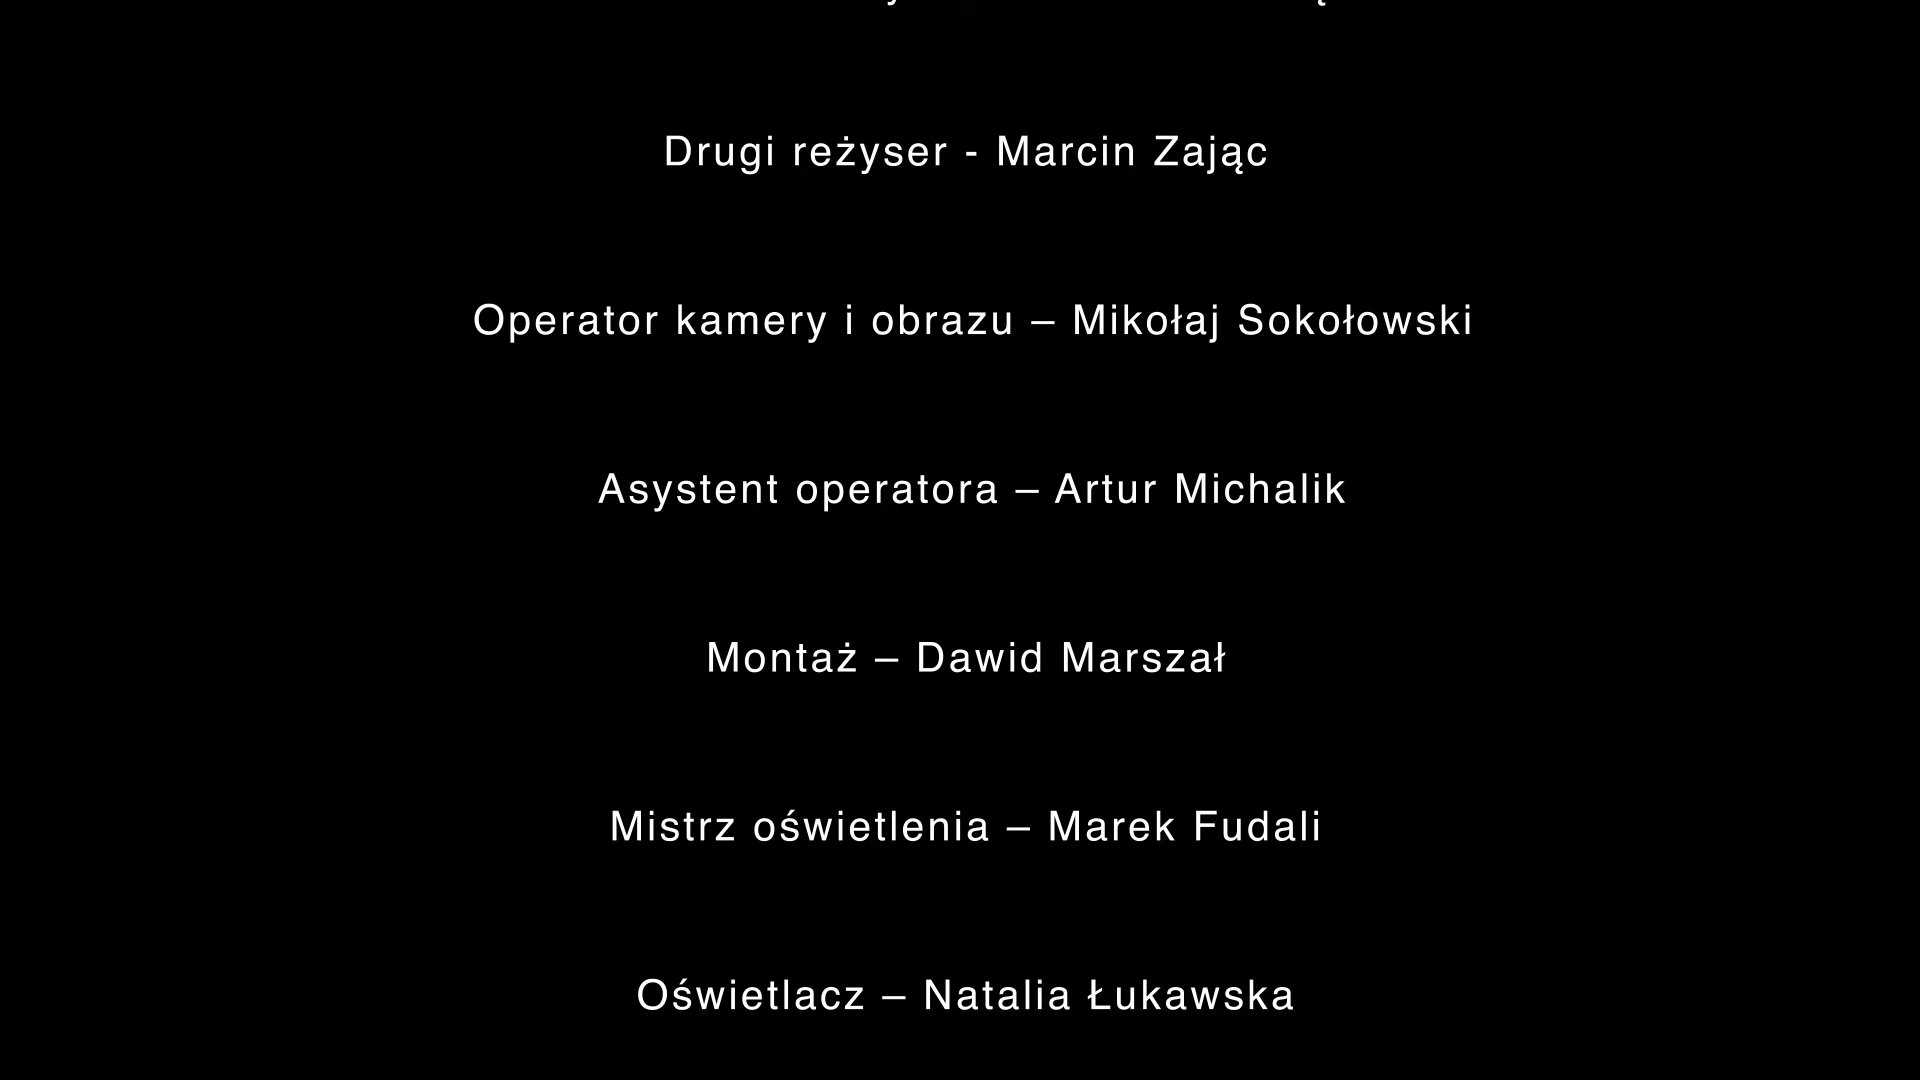 Drugi reżyser - Marcin Zając
Operator kamery i obrazu – Mikołaj Sokołowski
Asystent operatora – Artur Michalik
Montaż – Dawid Marszał
Mistrz oświetlenia – Marek Fudali
Oświetlacz – Natalia Łukawska